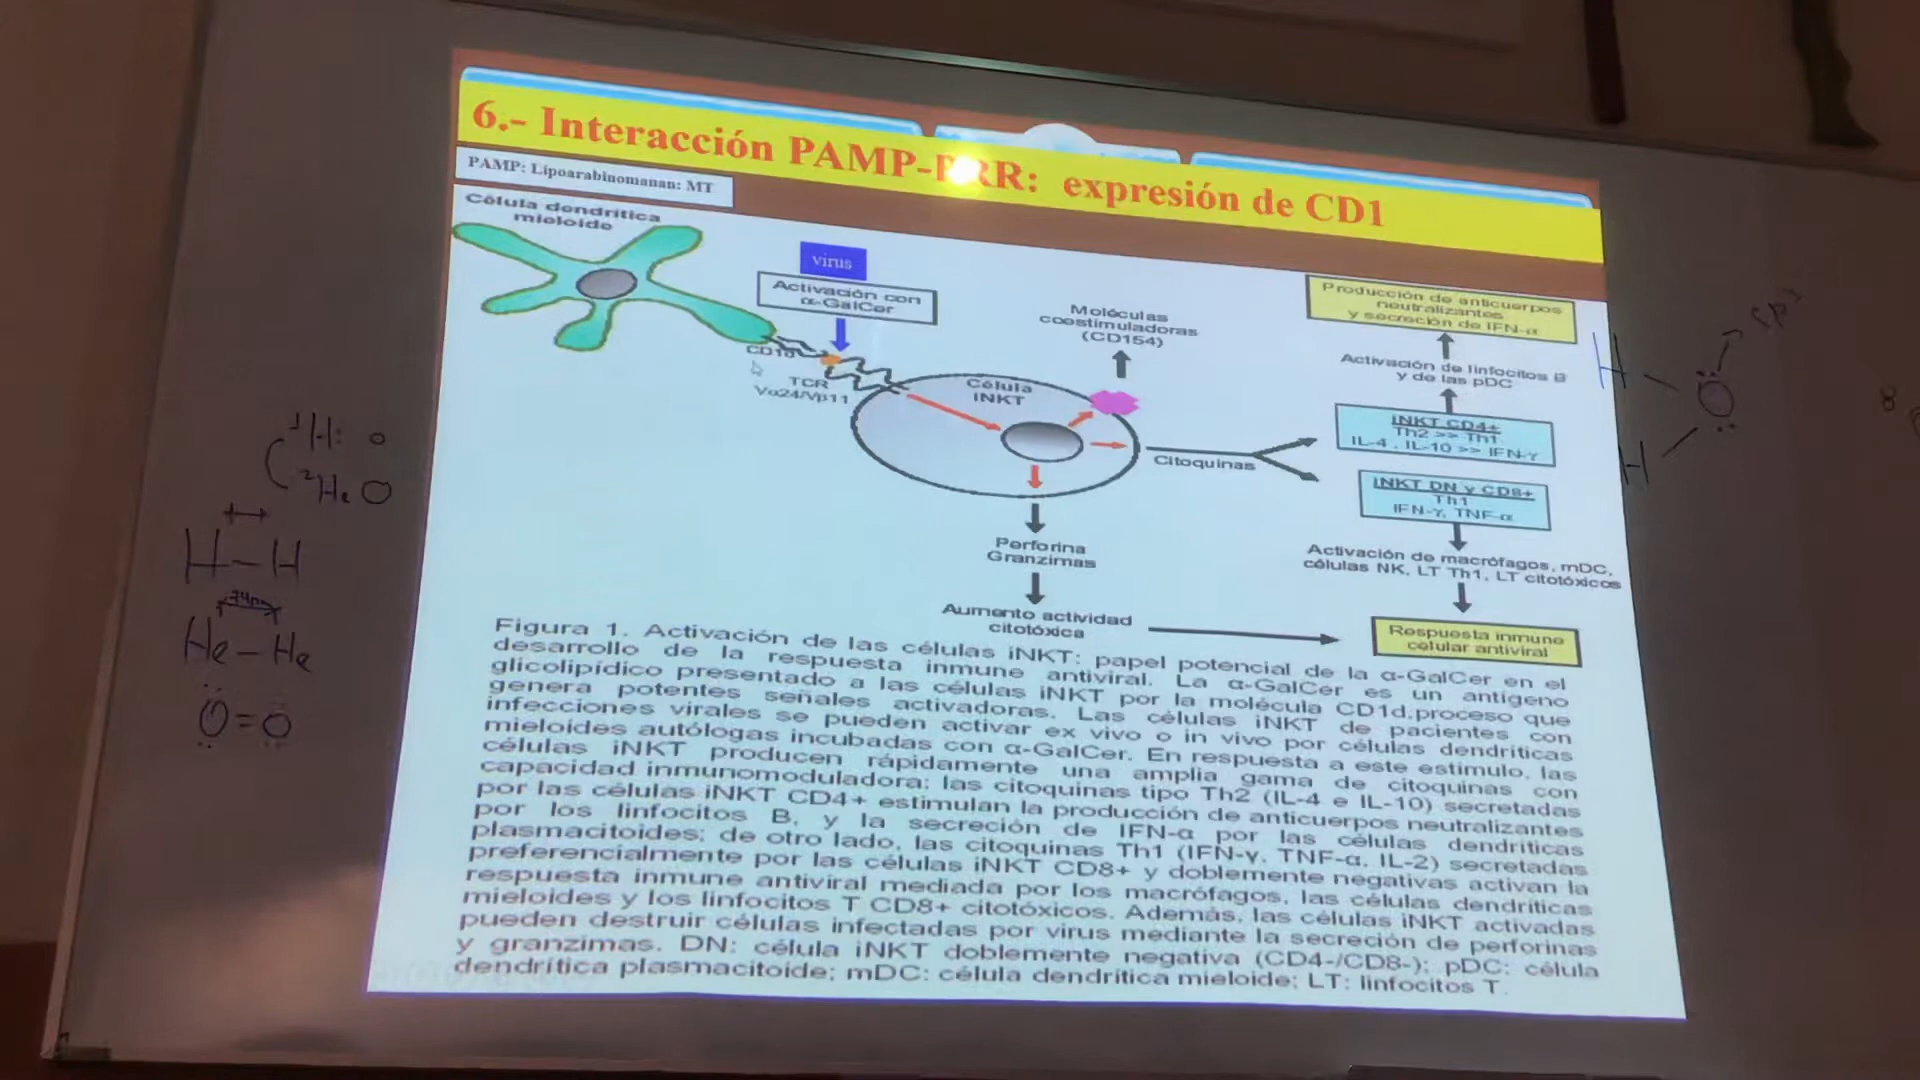 6.- Interacción PAMP-PRR: expresión de CD1
PAMP: Lipoarabinomanan: MT
Célula dendrítica
mieloide
virus
Activación con
α-GalCer
CD1d
TCR
Vα24/Vβ11
Célula
iNKT
Moléculas
coestimuladoras
(CD154)
Citoquinas
Perforina
Granzimas
Aumento actividad
citotóxica
Producción de anticuerpos
neutralizantes
y secreción de IFN-α
Activación de linfocitos B
y de las pDC
iNKT CD4+
Th2 >> Th1
IL-4 , IL-10 >> IFN-γ
iNKT DN y CD8+
Th1
IFN-γ, TNF-α
Activación de macrófagos, mDC,
células NK, LT Th1, LT citotóxicos
Respuesta inmune
celular antiviral
Figura 1. Activación de las células iNKT: papel potencial de la α-GalCer en el
desarrollo de la respuesta inmune antiviral. La α-GalCer es un antígeno
glicolipídico presentado a las células iNKT por la molécula CD1d,proceso que
genera potentes señales activadoras. Las células iNKT de pacientes con
infecciones virales se pueden activar ex vivo o in vivo por células dendríticas
mieloides autólogas incubadas con α-GalCer. En respuesta a este estimulo, las
células iNKT producen rápidamente una amplia gama de citoquinas con
capacidad inmunomoduladora: las citoquinas tipo Th2 (IL-4 e IL-10) secretadas
por las células iNKT CD4+ estimulan la producción de anticuerpos neutralizantes
por los linfocitos B, y la secreción de IFN-α por las células dendríticas
plasmacitoides; de otro lado, las citoquinas Th1 (IFN-γ, TNF-α, IL-2) secretadas
preferencialmente por las células iNKT CD8+ y doblemente negativas activan la
respuesta inmune antiviral mediada por los macrófagos, las células dendríticas
mieloides y los linfocitos T CD8+ citotóxicos. Además, las células iNKT activadas
pueden destruir células infectadas por virus mediante la secreción de perforinas
y granzimas. DN: célula iNKT doblemente negativa (CD4-/CD8-); pDC: célula
dendrítica plasmacitoide; mDC: célula dendrítica mieloide; LT: linfocitos T.
¹H: o
²He O
H – H
He – He
O = O
H
O
H
8